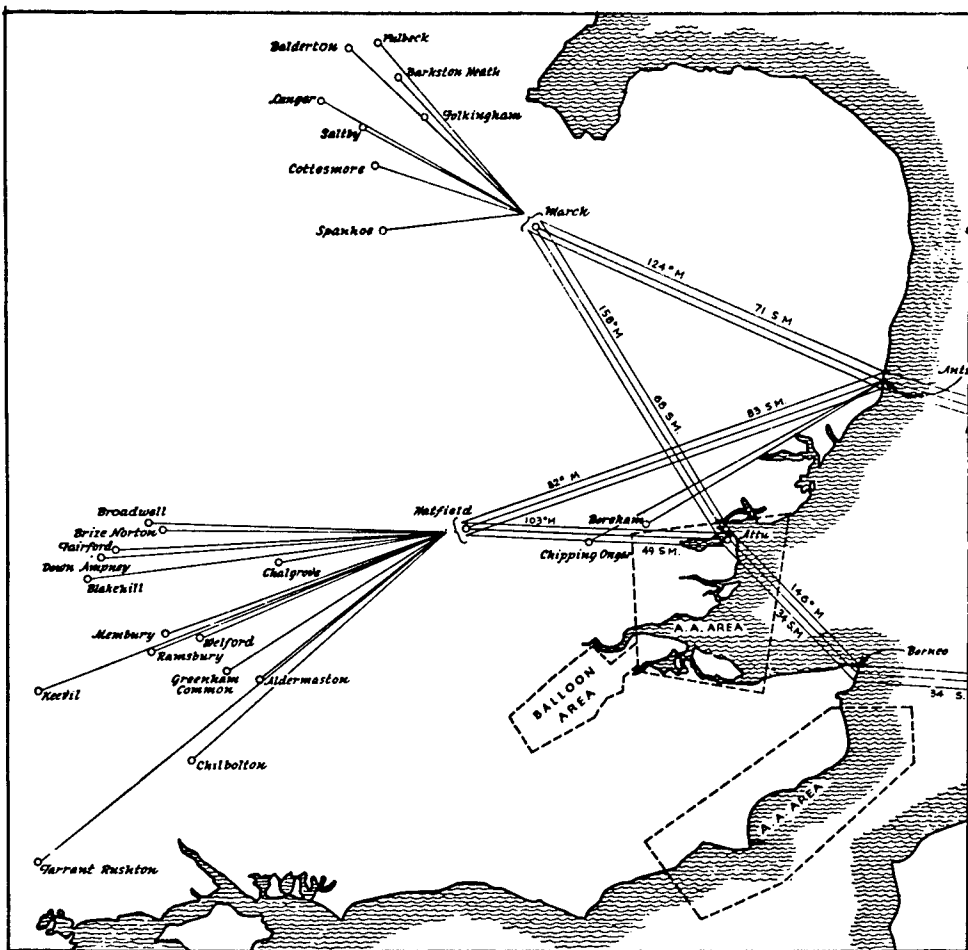 Fulbeck
Balderton
Barkston Heath
Langar
Folkingham
Saltby
Cottesmore
March
Spanhoe
124° M
71 S M
158° M
Ant
68 S.M.
83 S.M.
82° M
Broadwell
Hatfield
103° M
Boreham
Brize Norton
Attu
Fairford
Chipping Ongar
49 S.M.
Down Ampney
Chalgrove
Blakehill
146° M
34 S.M
Membury
Welford
A.A. AREA
Ramsbury
Borneo
Greenham
Common
Aldermaston
Keevil
34 S.
BALLOON
AREA
Chilbolton
A.A. AREA
Tarrant Rushton